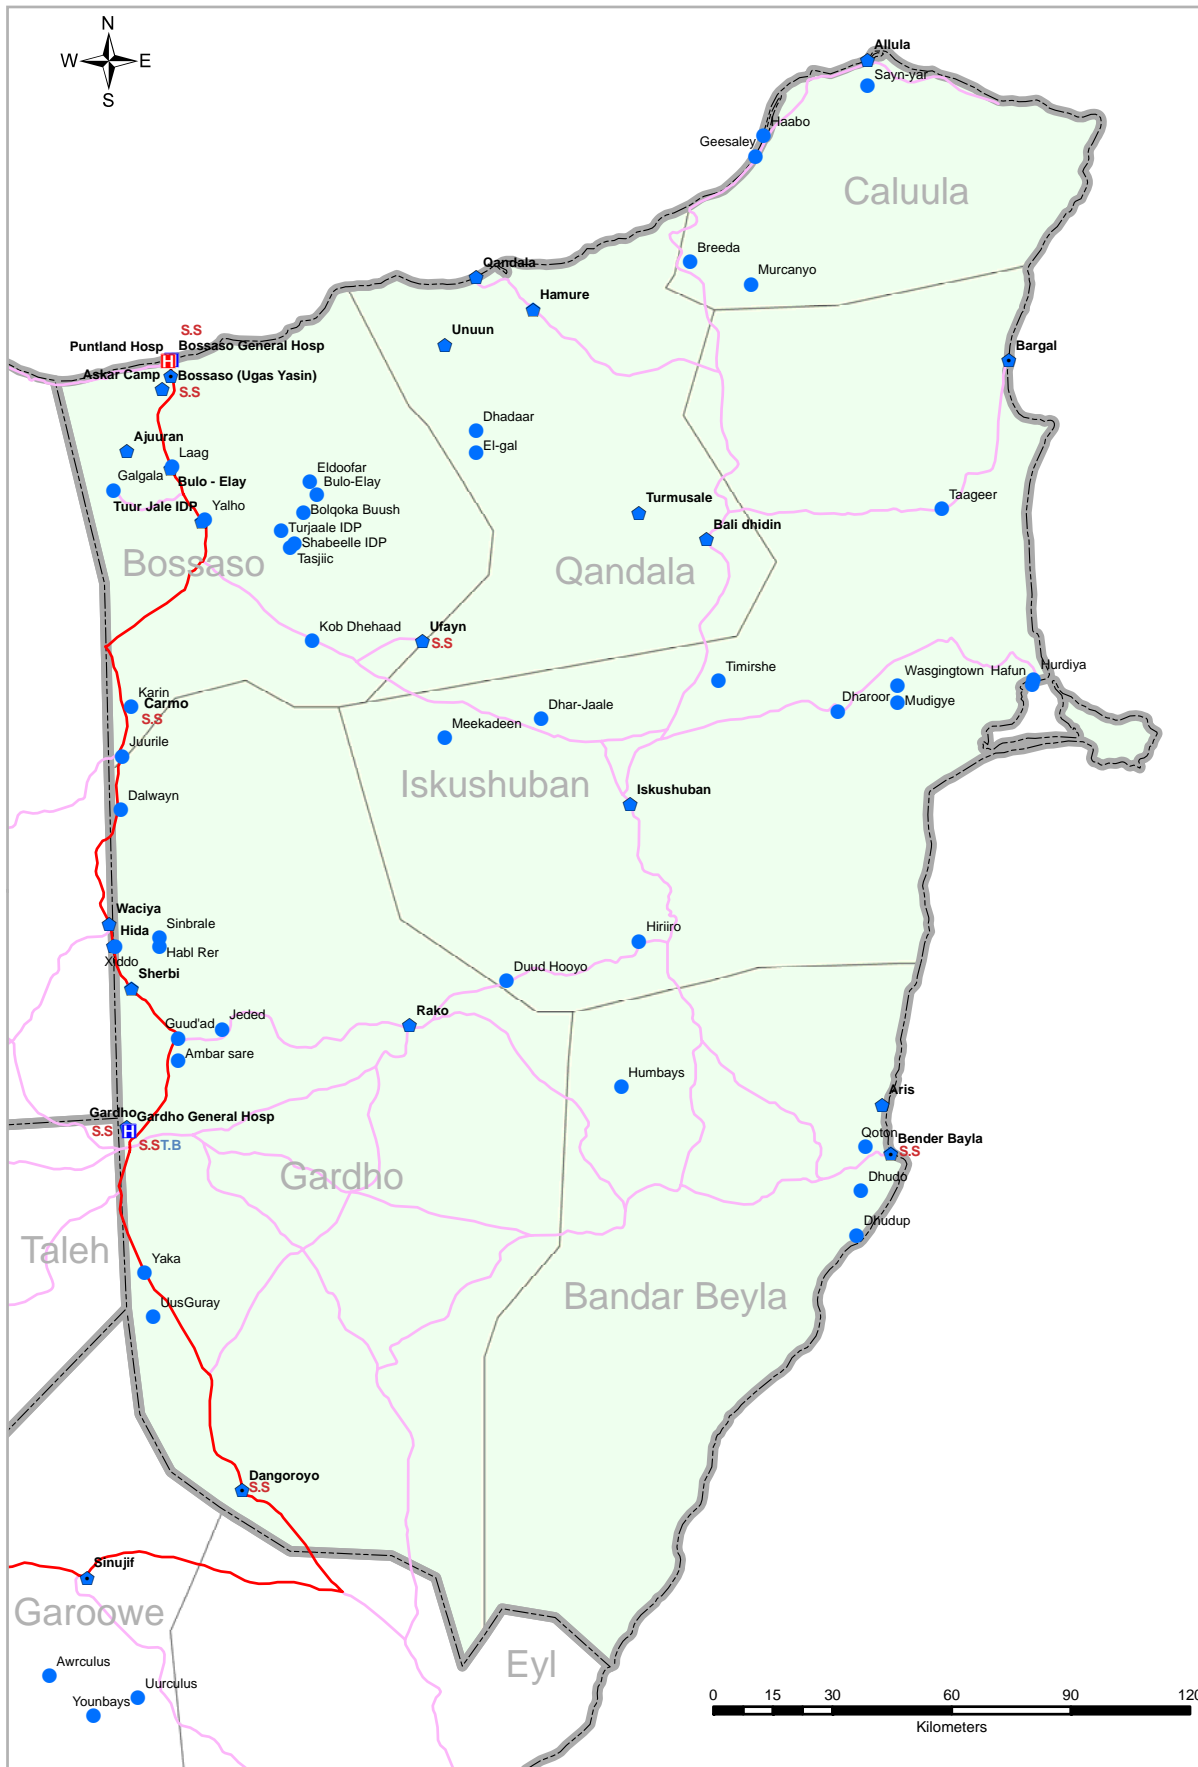 N
W
E
S
Allula
Sayn-yar
Haabo
Geesaley
Caluula
Breeda
Murcanyo
Qandala
Hamure
Unuun
S.S
Puntland Hosp
Bossaso General Hosp
Bargal
Askar Camp
Bossaso (Ugas Yasin)
S.S
Dhadaar
El-gal
Ajuuran
Laag
Galgala
Bulo - Elay
Eldoofar
Bulo-Elay
Tuur Jale IDP
Yalho
Bolqoka Buush
Turmusale
Taageer
Turjaale IDP
Bali dhidin
Shabeelle IDP
Tasjiic
Bossaso
Qandala
Kob Dhehaad
Ufayn
S.S
Timirshe
Wasgingtown
Hafun
Hurdiya
Karin
Carmo
S.S
Dharoor
Mudigye
Dhar-Jaale
Meekadeen
Juurile
Iskushuban
Iskushuban
Dalwayn
Waciya
Hida
Sinbrale
Habl Rer
Xiddo
Hiriiro
Sherbi
Duud Hooyo
Jeded
Guud'ad
Rako
Ambar sare
Humbays
Aris
Gardho
Gardho General Hosp
H
H
S.S
S.S
T.B
Qoton
Bender Bayla
S.S
Gardho
Dhudo
Dhudup
Taleh
Yaka
Bandar Beyla
UusGuray
Dangoroyo
S.S
Sinujif
Garoowe
Eyl
Awrculus
Uurculus
Younbays
0 15 30 60 90 120
Kilometers